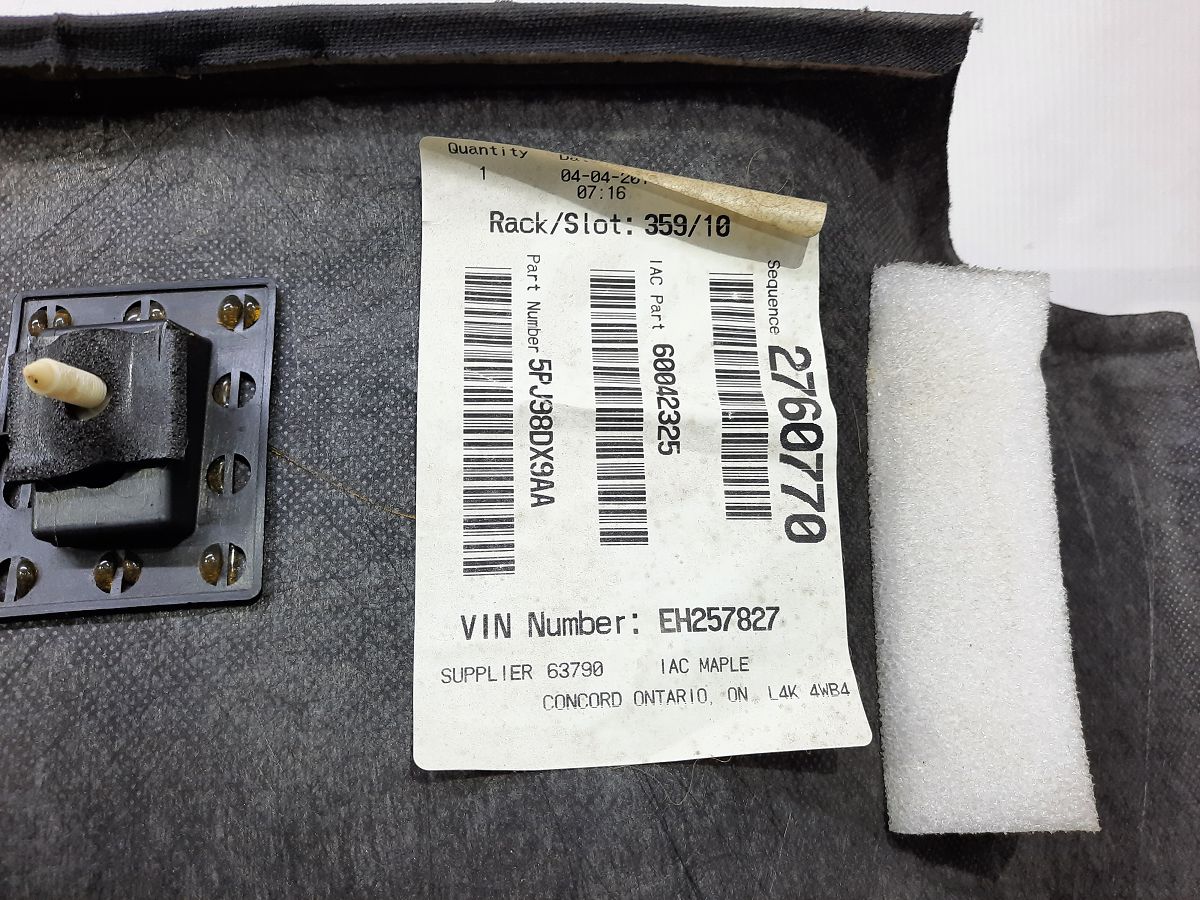 Quantity
1 04-04-201
07:16
Rack/Slot: 359/10
Part Number 5PJ98DX9AA
IAC Part 60042325
Sequence 2760770
VIN Number: EH257827
SUPPLIER 63790 IAC MAPLE
CONCORD ONTARIO, ON L4K 4WB4